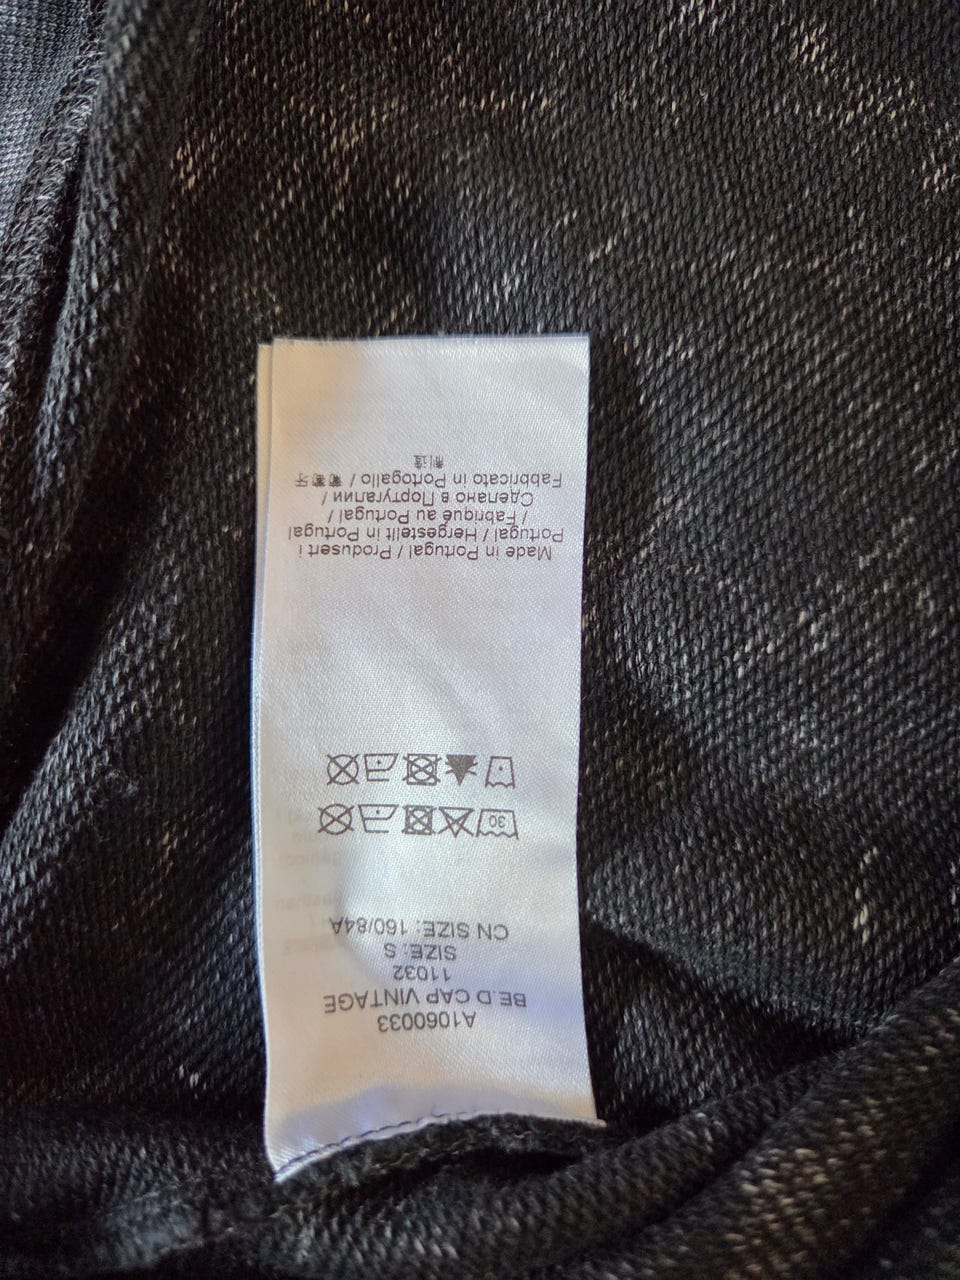 A1060033
BE.D CAP VINTAGE
11032
SIZE: S
CN SIZE: 160/84A
30
Made in Portugal / Produsert i
Portugal / Hergestellt in Portugal
/ Fabriqué au Portugal /
Сделано в Португалии /
Fabbricato in Portogallo / 葡萄牙
制造